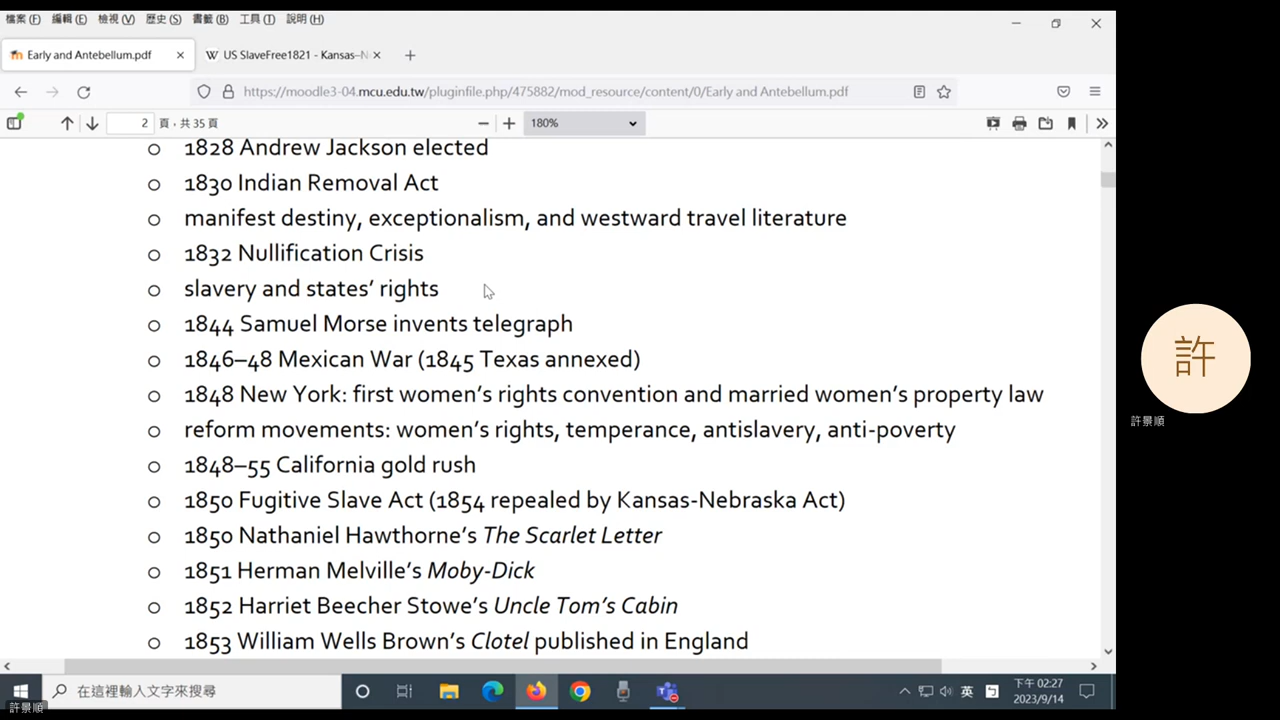 檔案(F) 編輯(E) 檢視(V) 歷史(S) 書籤(B) 工具(T) 說明(H)
Early and Antebellum.pdf
W US SlaveFree1821 - Kansas–N
https://moodle3-04.mcu.edu.tw/pluginfile.php/475882/mod_resource/content/0/Early and Antebellum.pdf
2 頁，共 35 頁
180%
1828 Andrew Jackson elected
1830 Indian Removal Act
manifest destiny, exceptionalism, and westward travel literature
1832 Nullification Crisis
slavery and states’ rights
1844 Samuel Morse invents telegraph
1846–48 Mexican War (1845 Texas annexed)
1848 New York: first women’s rights convention and married women’s property law
reform movements: women’s rights, temperance, antislavery, anti-poverty
1848–55 California gold rush
1850 Fugitive Slave Act (1854 repealed by Kansas-Nebraska Act)
1850 Nathaniel Hawthorne’s The Scarlet Letter
1851 Herman Melville’s Moby-Dick
1852 Harriet Beecher Stowe’s Uncle Tom’s Cabin
1853 William Wells Brown’s Clotel published in England
許
許景順
在這裡輸入文字來搜尋
英
下午 02:27
2023/9/14
許景順